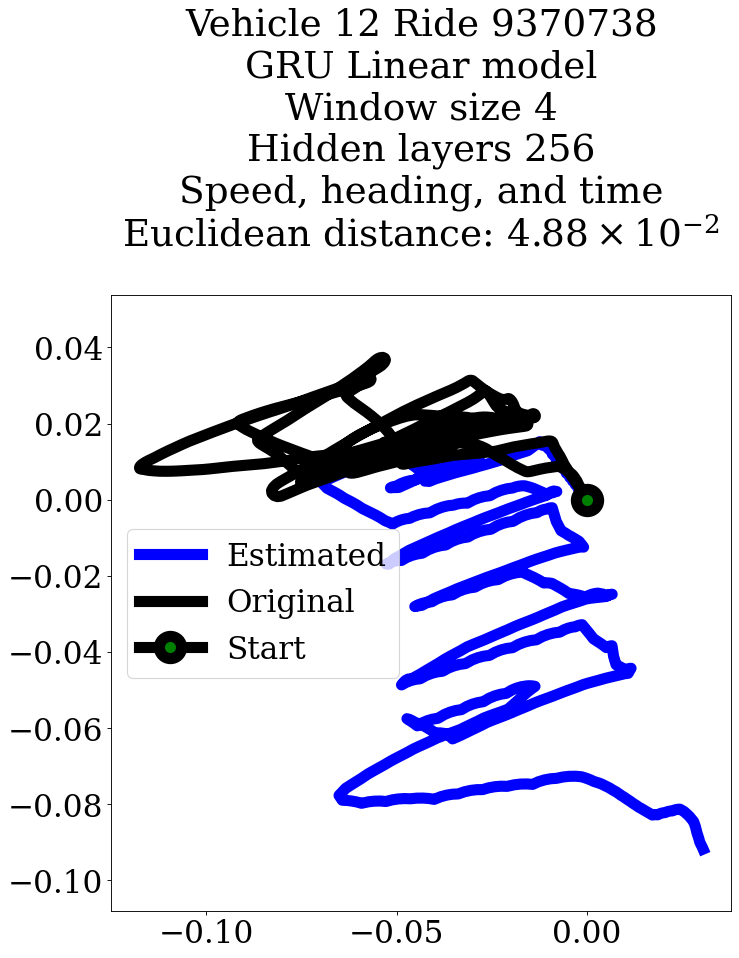 Vehicle 12 Ride 9370738
GRU Linear model
Window size 4
Hidden layers 256
Speed, heading, and time
Euclidean distance: 4.88 × 10⁻²
0.04
0.02
0.00
−0.02
−0.04
−0.06
−0.08
−0.10
Estimated
Original
Start
−0.10 −0.05 0.00